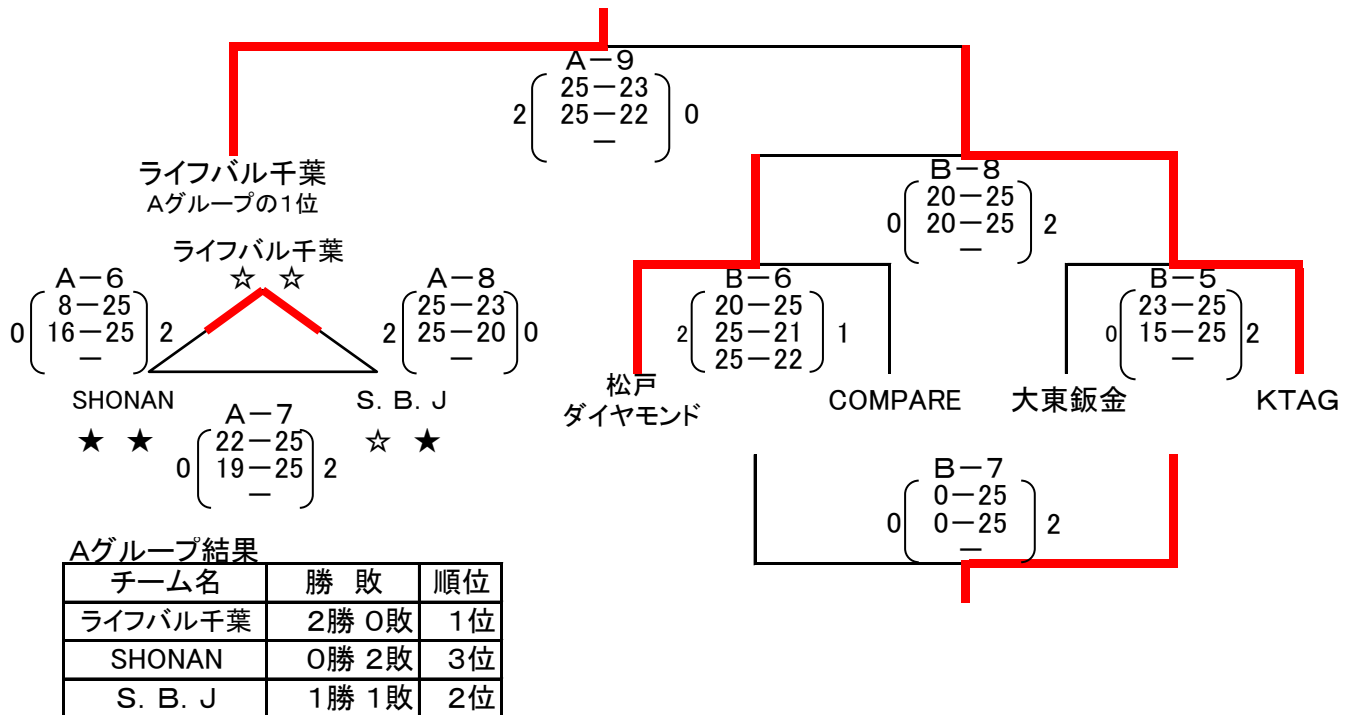 A－9
2
25－23
25－22
－
0
ライフバル千葉
Aグループの1位
B－8
0
20－25
20－25
－
2
ライフバル千葉
☆ ☆
A－6
0
8－25
16－25
－
2
A－8
2
25－23
25－20
－
0
SHONAN
★ ★
S. B. J
☆ ★
A－7
0
22－25
19－25
－
2
B－6
2
20－25
25－21
25－22
1
B－5
0
23－25
15－25
－
2
松戸
ダイヤモンド
COMPARE
大東鈑金
KTAG
B－7
0
0－25
0－25
－
2
Aグループ結果
チーム名 勝 敗 順位
ライフバル千葉 2勝 0敗 1位
SHONAN 0勝 2敗 3位
S. B. J 1勝 1敗 2位